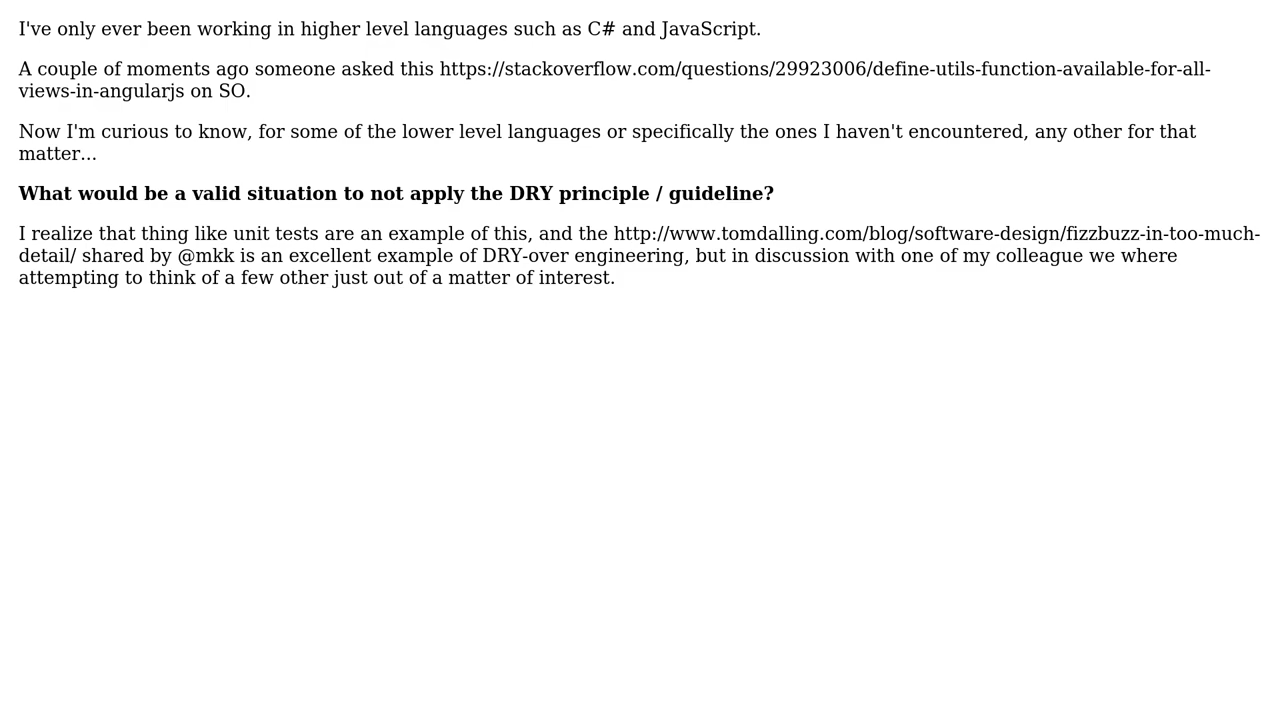 I've only ever been working in higher level languages such as C# and JavaScript.
A couple of moments ago someone asked this https://stackoverflow.com/questions/29923006/define-utils-function-available-for-all-
views-in-angularjs on SO.
Now I'm curious to know, for some of the lower level languages or specifically the ones I haven't encountered, any other for that
matter...
What would be a valid situation to not apply the DRY principle / guideline?
I realize that thing like unit tests are an example of this, and the http://www.tomdalling.com/blog/software-design/fizzbuzz-in-too-much-
detail/ shared by @mkk is an excellent example of DRY-over engineering, but in discussion with one of my colleague we where
attempting to think of a few other just out of a matter of interest.